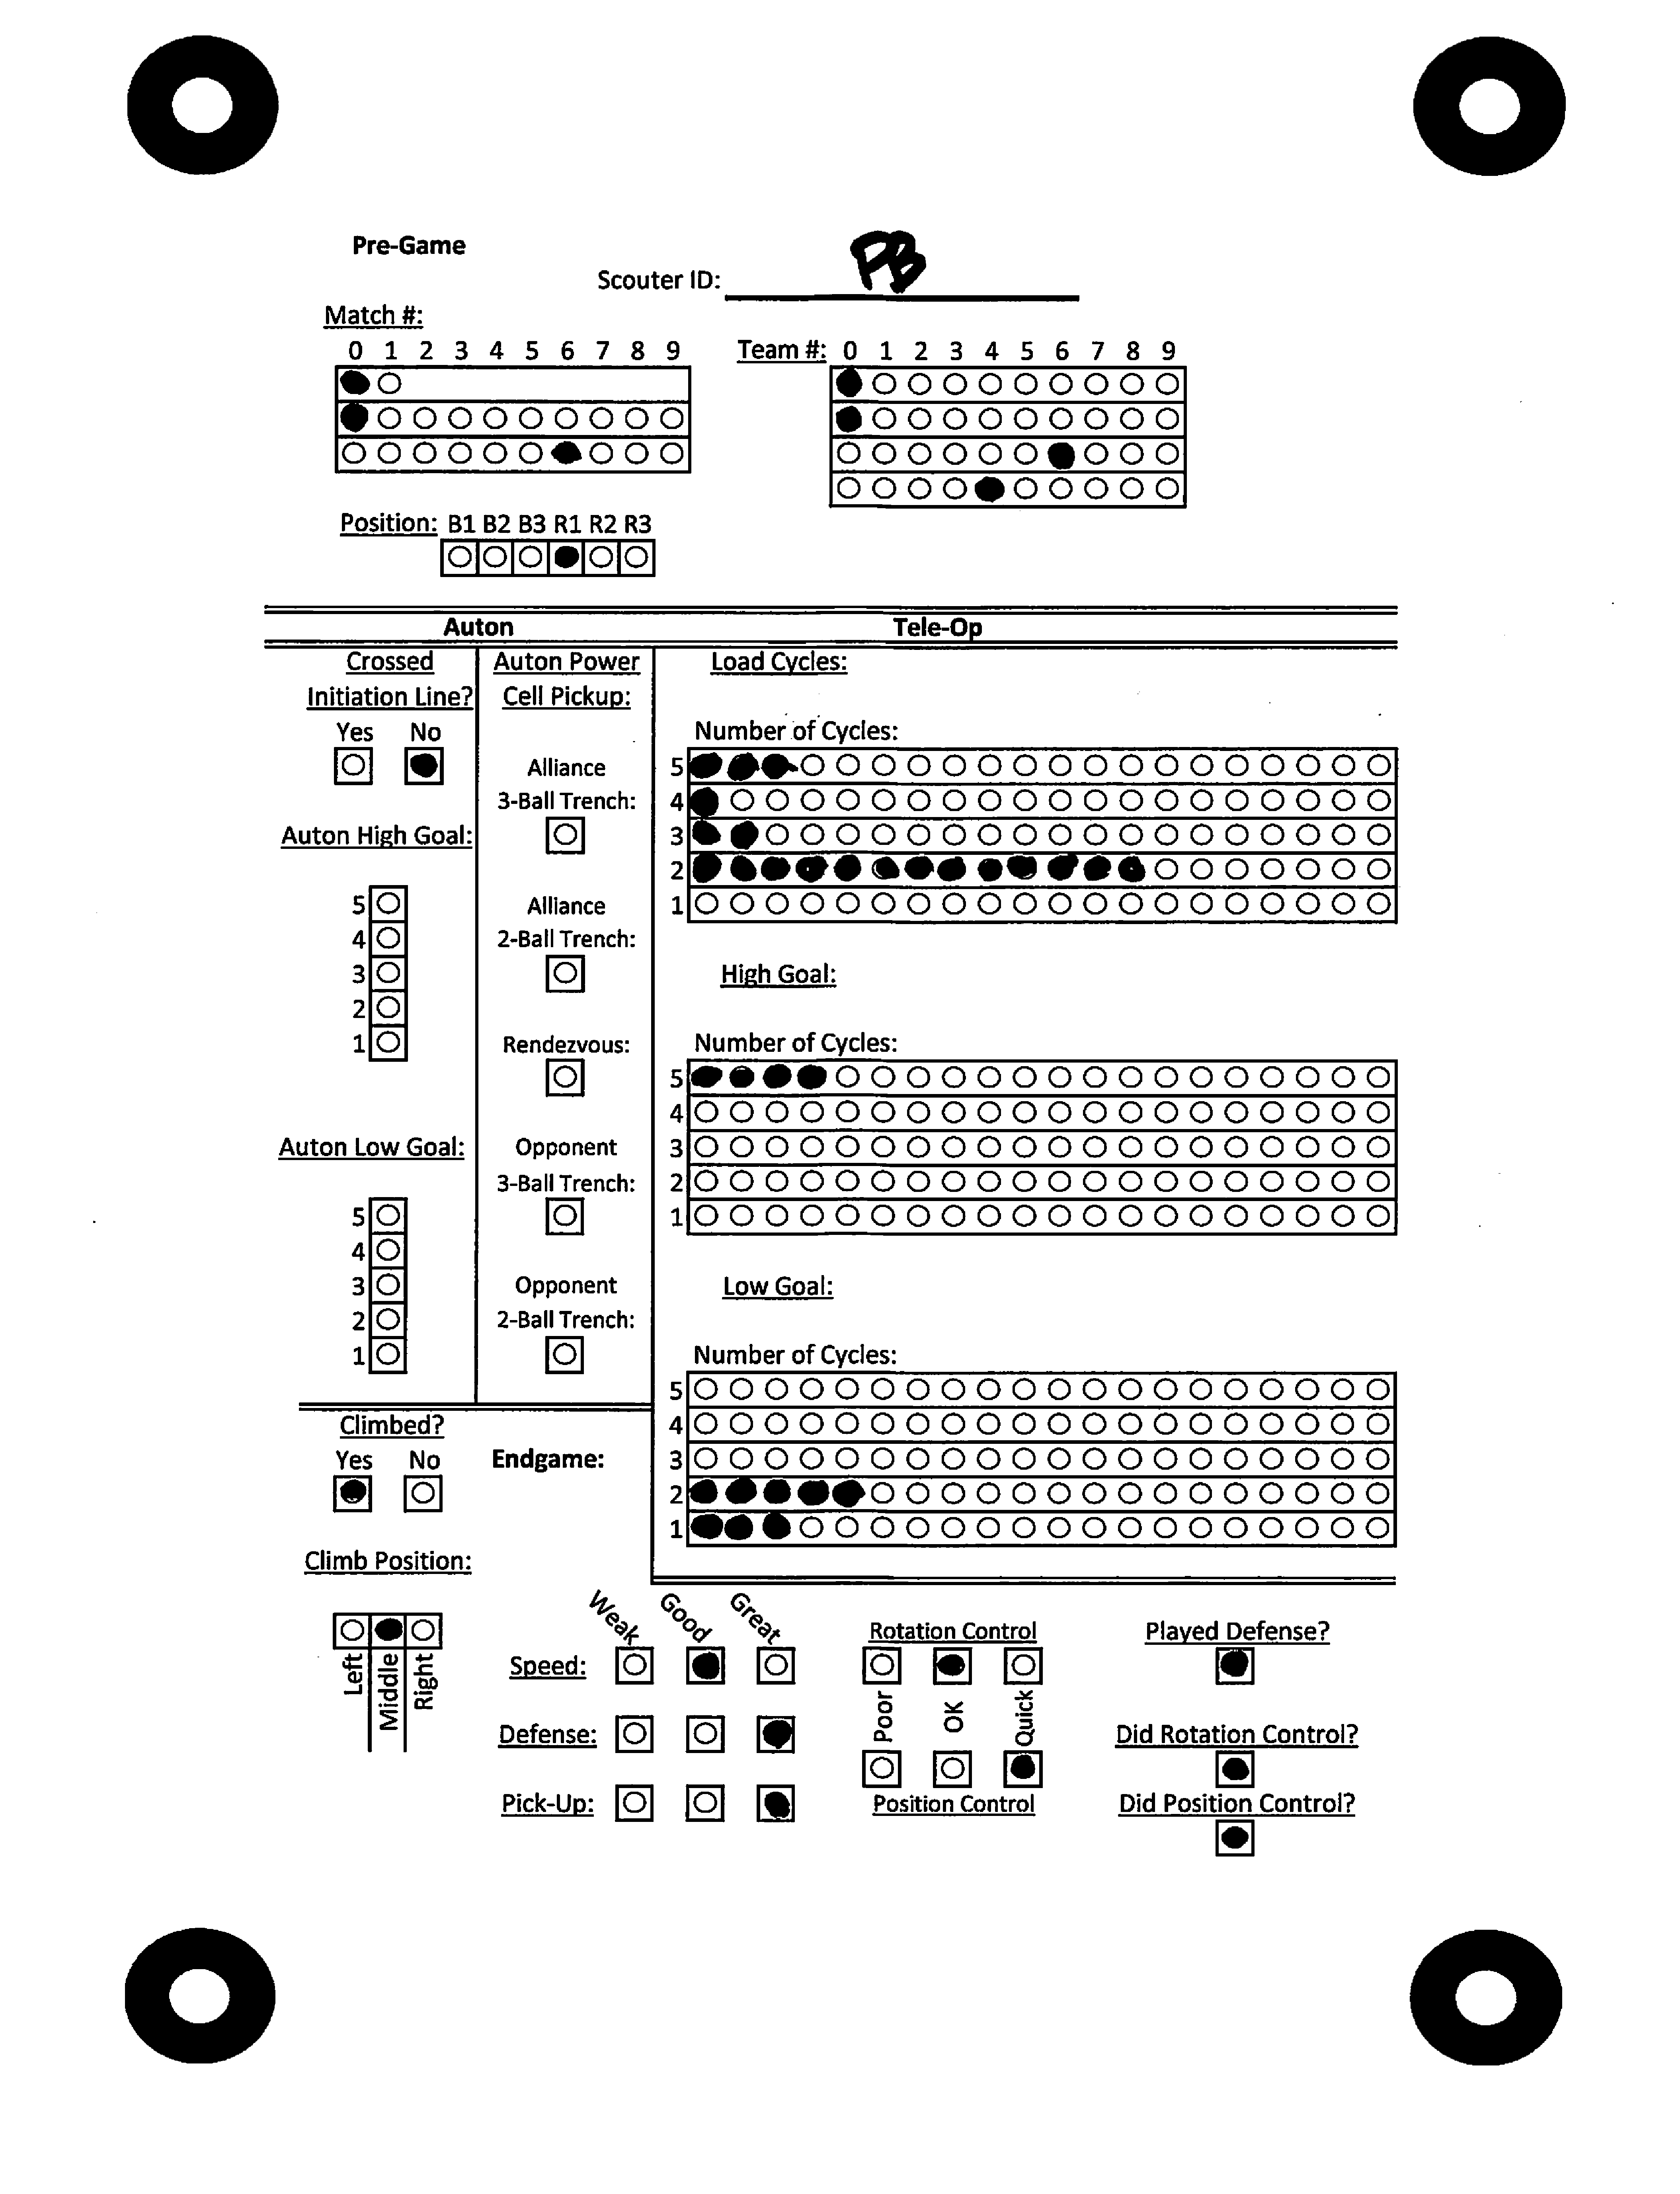 Pre-Game
Scouter ID: PB
Match #:
0 1 2 3 4 5 6 7 8 9
Team #: 0 1 2 3 4 5 6 7 8 9
Position: B1 B2 B3 R1 R2 R3
Auton
Tele-Op
Crossed
Initiation Line?
Yes No
Auton High Goal:
5
4
3
2
1
Auton Low Goal:
5
4
3
2
1
Auton Power
Cell Pickup:
Alliance
3-Ball Trench:
Alliance
2-Ball Trench:
Rendezvous:
Opponent
3-Ball Trench:
Opponent
2-Ball Trench:
Load Cycles:
Number of Cycles:
5
4
3
2
1
High Goal:
Number of Cycles:
5
4
3
2
1
Low Goal:
Number of Cycles:
5
4
3
2
1
Climbed?
Yes No
Endgame:
Climb Position:
Left
Middle
Right
Weak Good Great
Speed:
Defense:
Pick-Up:
Rotation Control
Poor OK Quick
Position Control
Played Defense?
Did Rotation Control?
Did Position Control?